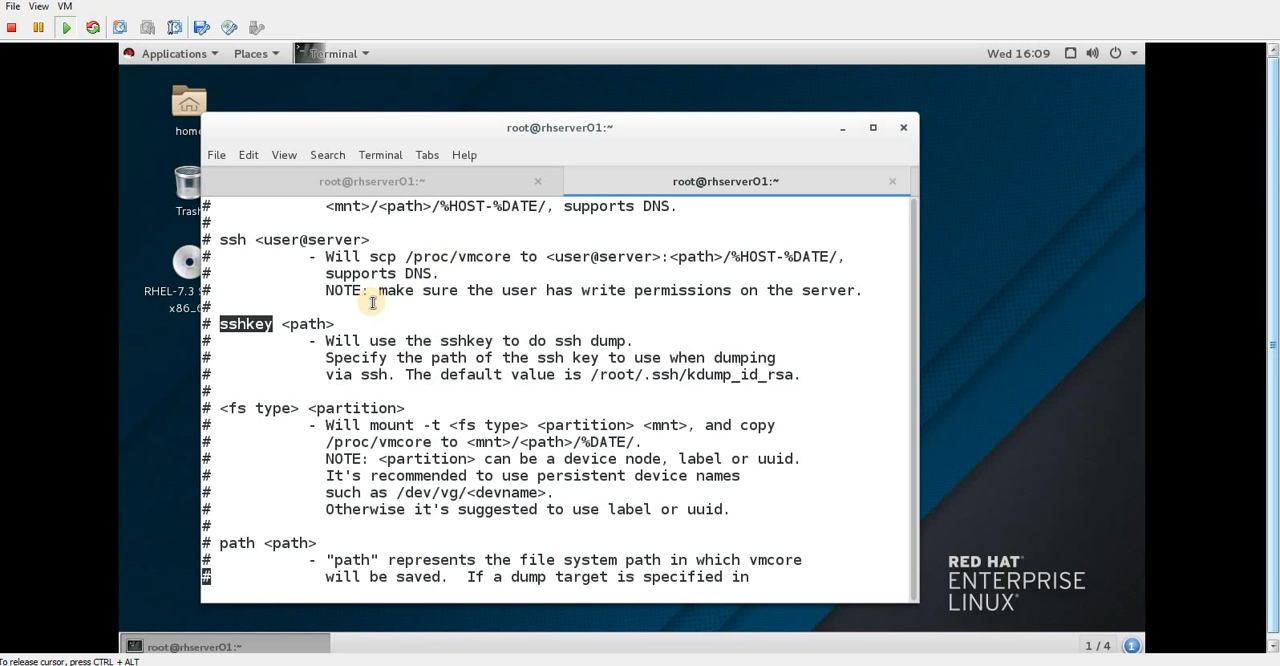 File View VM
Applications Places Terminal Wed 16:09
home
Trash
RHEL-7.3
x86_
root@rhserver01:~
File Edit View Search Terminal Tabs Help
root@rhserver01:~ root@rhserver01:~
# <mnt>/<path>/%HOST-%DATE/, supports DNS.
#
# ssh <user@server>
# - Will scp /proc/vmcore to <user@server>:<path>/%HOST-%DATE/,
# supports DNS.
# NOTE: make sure the user has write permissions on the server.
#
# sshkey <path>
# - Will use the sshkey to do ssh dump.
# Specify the path of the ssh key to use when dumping
# via ssh. The default value is /root/.ssh/kdump_id_rsa.
#
# <fs type> <partition>
# - Will mount -t <fs type> <partition> <mnt>, and copy
# /proc/vmcore to <mnt>/<path>/%DATE/.
# NOTE: <partition> can be a device node, label or uuid.
# It's recommended to use persistent device names
# such as /dev/vg/<devname>.
# Otherwise it's suggested to use label or uuid.
#
# path <path>
# - "path" represents the file system path in which vmcore
# will be saved. If a dump target is specified in
RED HAT
ENTERPRISE
LINUX
root@rhserver01:~ 1 / 4 1
To release cursor, press CTRL + ALT